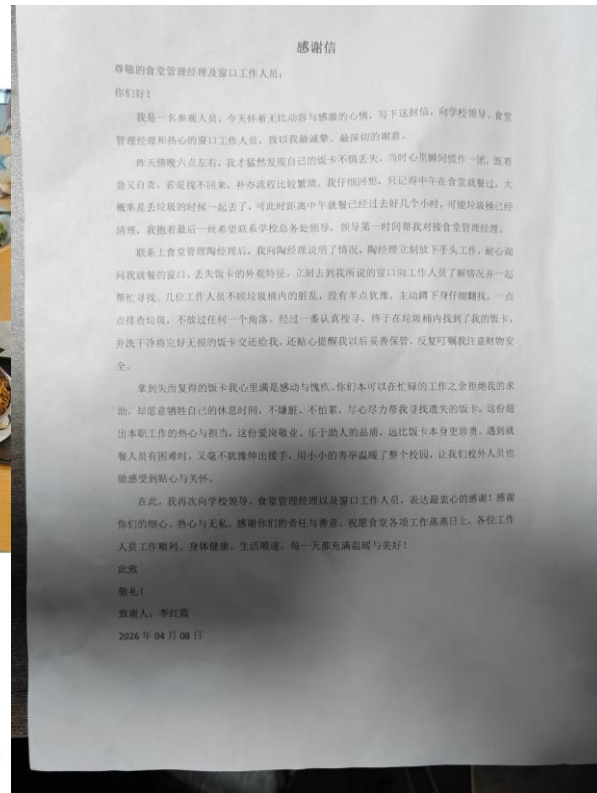 感谢信
尊敬的食堂管理经理及窗口工作人员：
你们好！
我是一名参观人员，今天怀着无比动容与感激的心情，写下这封信，向学校领导、食堂
管理经理和热心的窗口工作人员，致以我最诚挚、最深切的谢意。
昨天傍晚六点左右，我才猛然发现自己的饭卡不慎丢失，当时心里瞬间慌作一团，既着
急又自责。若是找不回来，补办流程比较繁琐。我仔细回想，只记得中午在食堂就餐过，大
概率是丢垃圾的时候一起丢了，可此时距离中午就餐已经过去好几个小时，可能垃圾桶已经
清理。我抱着最后一丝希望联系学校总务处领导，领导第一时间帮我对接食堂管理经理。
联系上食堂管理陶经理后，我向陶经理说明了情况，陶经理立刻放下手头工作，耐心询
问我就餐的窗口、丢失饭卡的外观特征，立刻去到我所说的窗口向工作人员了解情况并一起
帮忙寻找。几位工作人员不顾垃圾桶内的脏乱，没有半点犹豫，主动蹲下身仔细翻找，一点
点排查垃圾，不放过任何一个角落。经过一番认真搜寻，终于在垃圾桶内找到了我的饭卡，
并洗干净将完好无损的饭卡交还给我，还贴心提醒我以后妥善保管，反复叮嘱我注意财物安
全。
拿到失而复得的饭卡我心里满是感动与愧疚。你们本可以在忙碌的工作之余拒绝我的求
助，却愿意牺牲自己的休息时间，不嫌脏、不怕累，尽心尽力帮我寻找遗失的饭卡。这份超
出本职工作的热心与担当，这份爱岗敬业、乐于助人的品质，远比饭卡本身更珍贵。遇到就
餐人员有困难时，又毫不犹豫伸出援手，用小小的善举温暖了整个校园，让我们校外人员也
能感受到贴心与关怀。
在此，我再次向学校领导、食堂管理经理以及窗口工作人员，表达最衷心的感谢！感谢
你们的细心、热心与无私，感谢你们的责任与善意。祝愿食堂各项工作蒸蒸日上，各位工作
人员工作顺利、身体健康、生活顺遂，每一天都充满温暖与美好！
此致
敬礼！
致谢人：李红霞
2026 年 04 月 08 日